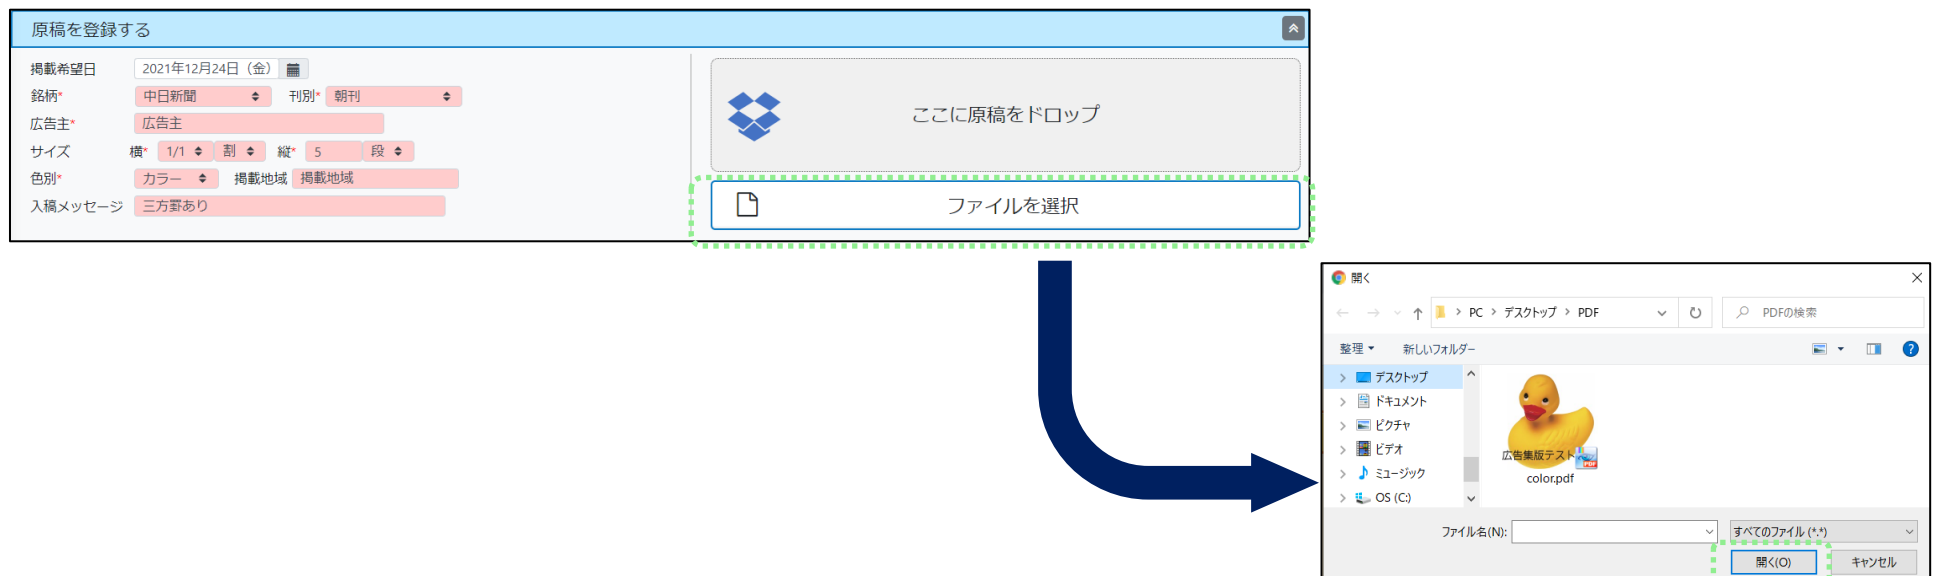 原稿を登録する
掲載希望日 2021年12月24日（金）
銘柄* 中日新聞 刊別* 朝刊
広告主* 広告主
サイズ 横* 1/1 割 縦* 5 段
色別* カラー 掲載地域 掲載地域
入稿メッセージ 三方罫あり
ここに原稿をドロップ
ファイルを選択
開く
PC > デスクトップ > PDF
PDFの検索
整理 新しいフォルダー
デスクトップ
ドキュメント
ピクチャ
ビデオ
ミュージック
OS (C:)
広告集版テスト
PDF
color.pdf
ファイル名(N): すべてのファイル (*.*)
開く(O) キャンセル